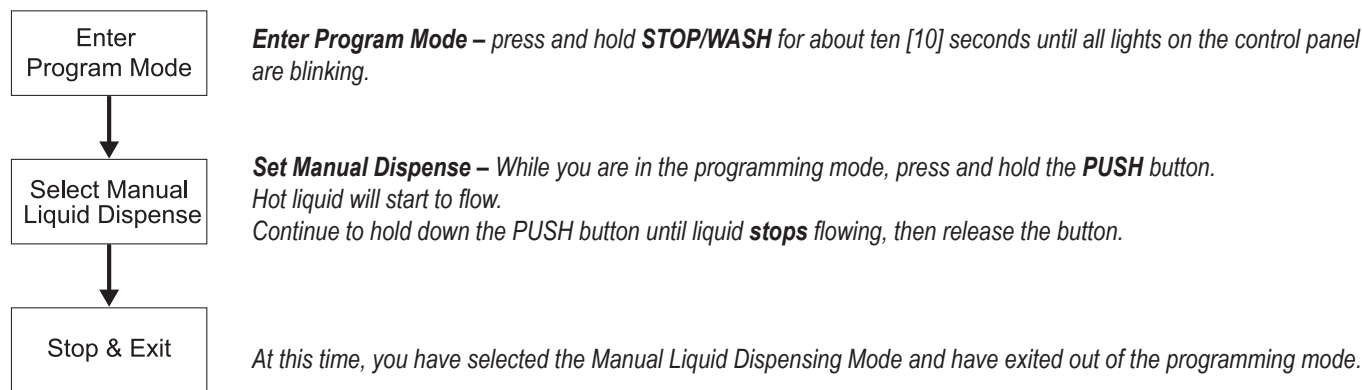 Enter
Program Mode
Enter Program Mode – press and hold STOP/WASH for about ten [10] seconds until all lights on the control panel
are blinking.
Select Manual
Liquid Dispense
Set Manual Dispense – While you are in the programming mode, press and hold the PUSH button.
Hot liquid will start to flow.
Continue to hold down the PUSH button until liquid stops flowing, then release the button.
Stop & Exit
At this time, you have selected the Manual Liquid Dispensing Mode and have exited out of the programming mode.